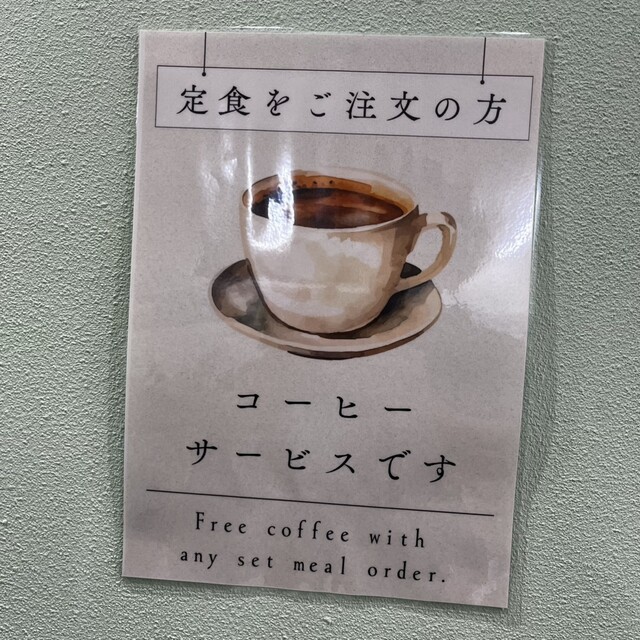 定食をご注文の方
コーヒー
サービスです
Free coffee with
any set meal order.